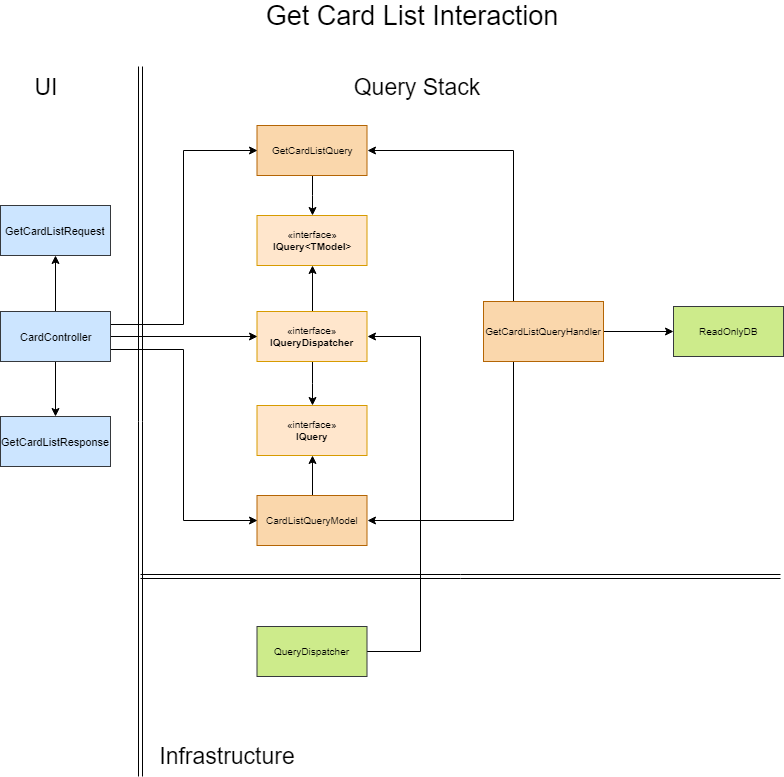 Get Card List Interaction
UI
Query Stack
GetCardListQuery
GetCardListRequest
«interface»
IQuery<TModel>
CardController
«interface»
IQueryDispatcher
GetCardListQueryHandler
ReadOnlyDB
«interface»
IQuery
GetCardListResponse
CardListQueryModel
QueryDispatcher
Infrastructure